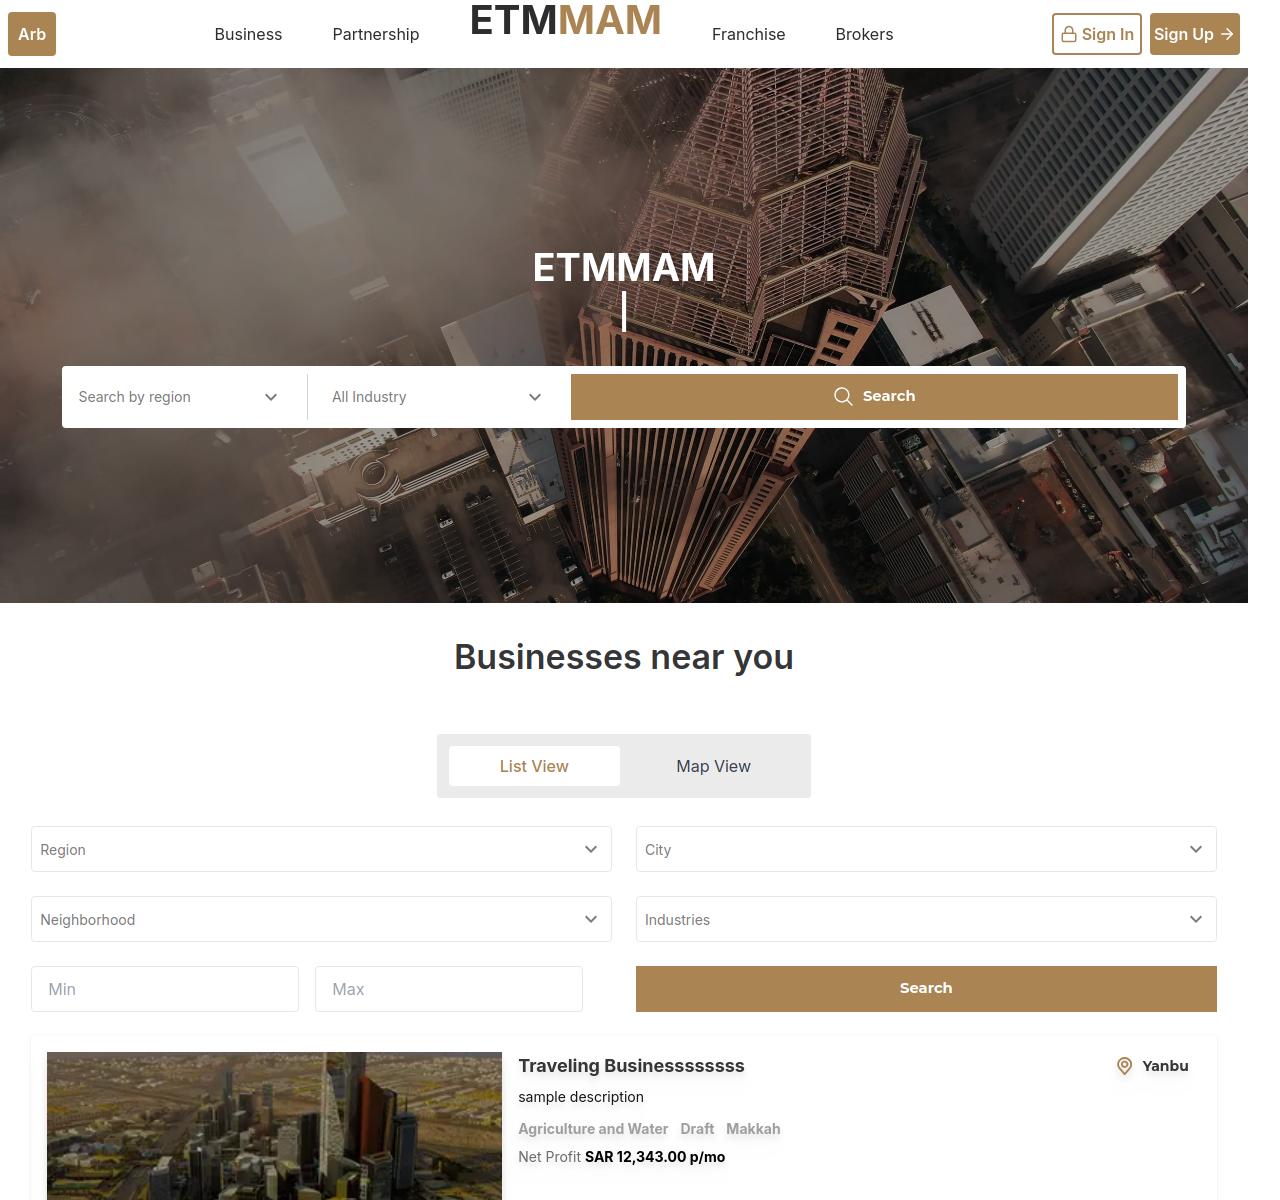 Arb
Business
Partnership
ETMMAM
Franchise
Brokers
Sign In
Sign Up
ETMMAM
Search by region
All Industry
Search
Businesses near you
List View
Map View
Region
City
Neighborhood
Industries
Min
Max
Search
Traveling Businesssssssss
Yanbu
sample description
Agriculture and Water Draft Makkah
Net Profit SAR 12,343.00 p/mo